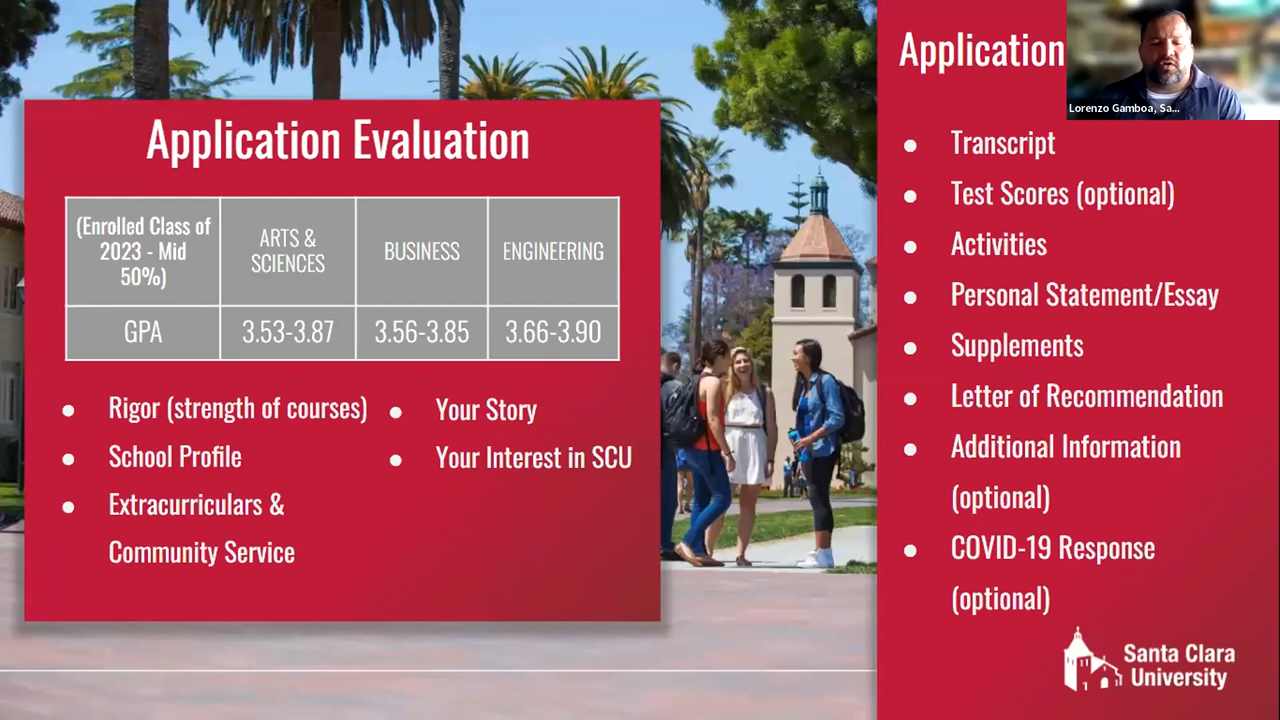 Application Evaluation
(Enrolled Class of
2023 - Mid
50%)
ARTS &
SCIENCES
BUSINESS
ENGINEERING
GPA
3.53-3.87
3.56-3.85
3.66-3.90
Rigor (strength of courses)
School Profile
Extracurriculars &
Community Service
Your Story
Your Interest in SCU
Application
Lorenzo Gamboa, Sa...
Transcript
Test Scores (optional)
Activities
Personal Statement/Essay
Supplements
Letter of Recommendation
Additional Information
(optional)
COVID-19 Response
(optional)
Santa Clara
University